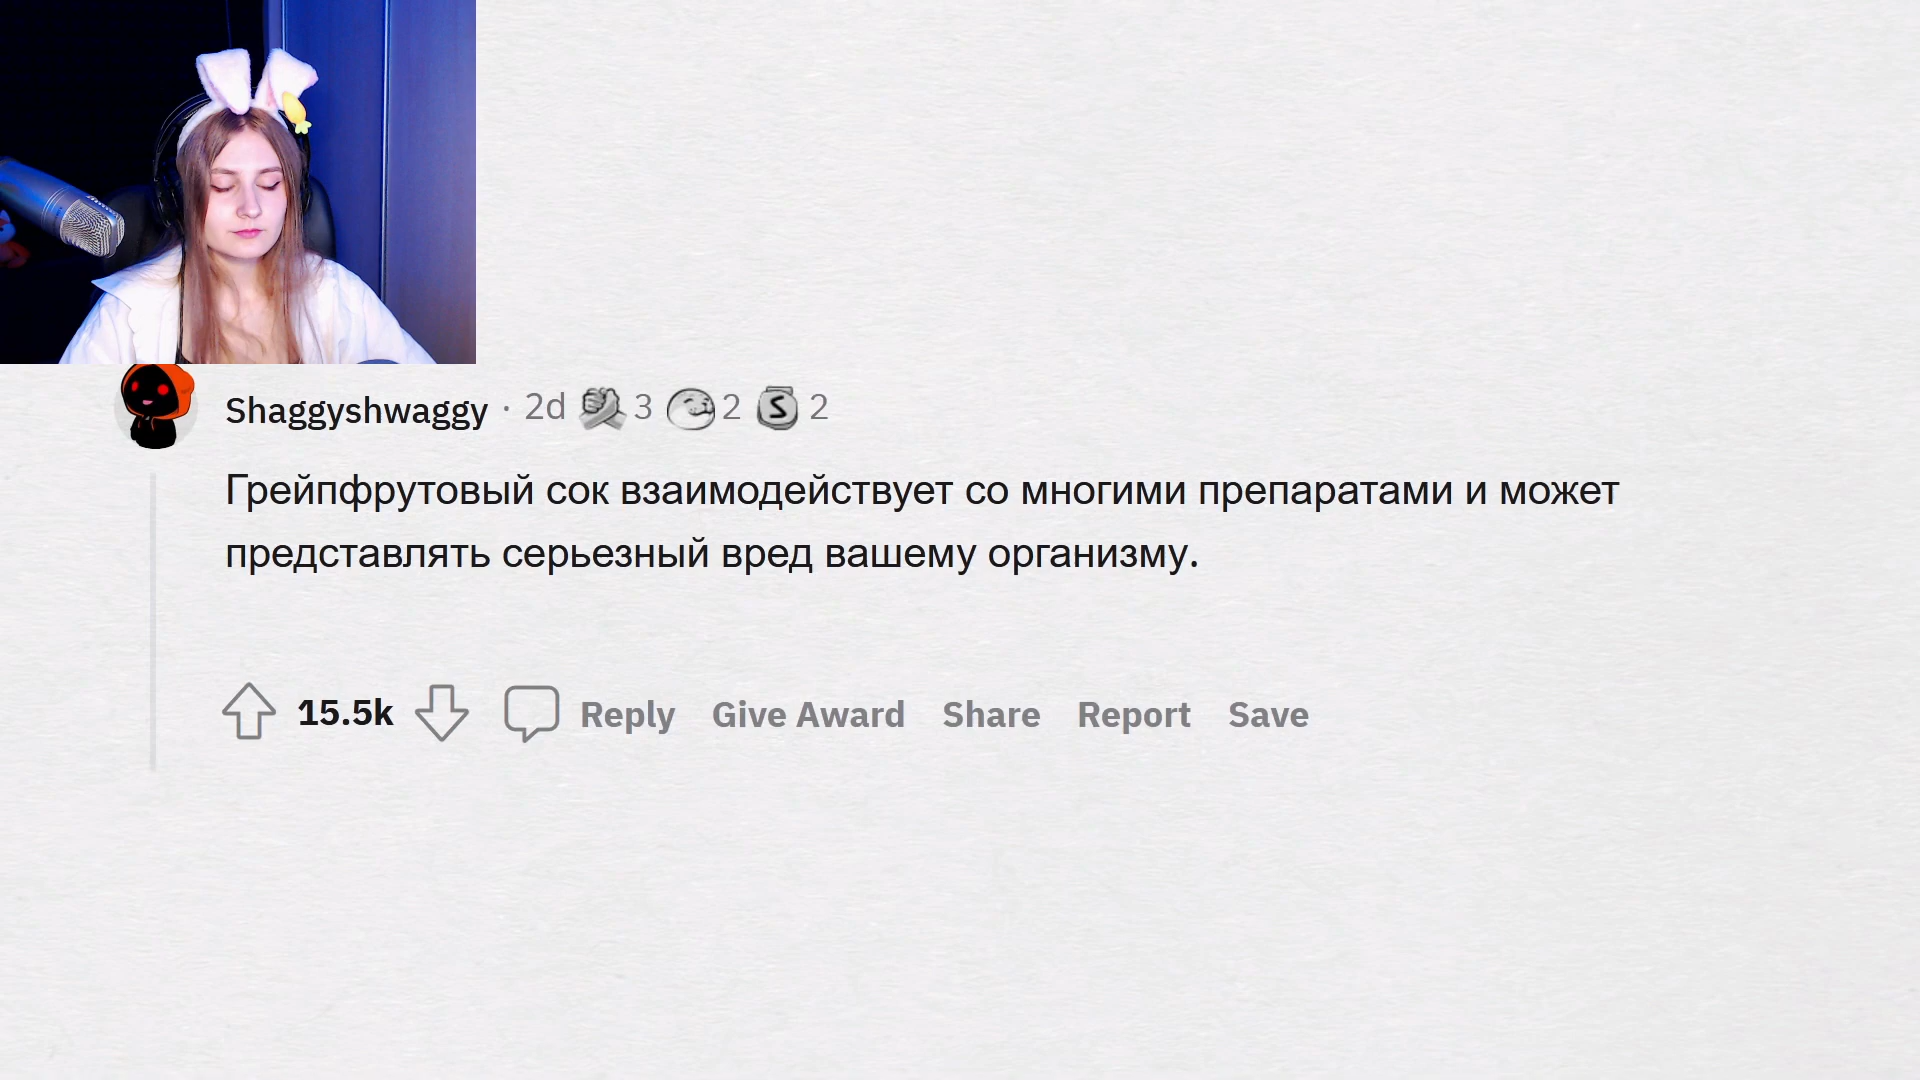 Shaggyshwaggy · 2d 3 2 S 2
Грейпфрутовый сок взаимодействует со многими препаратами и может
представлять серьезный вред вашему организму.
15.5k Reply Give Award Share Report Save